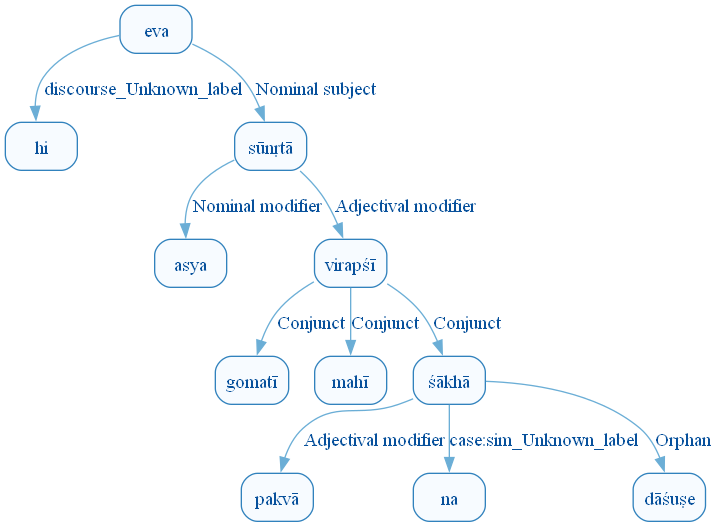 eva
discourse_Unknown_label Nominal subject
hi sūnṛtā
Nominal modifier Adjectival modifier
asya virapśī
Conjunct Conjunct Conjunct
gomatī mahī śākhā
Adjectival modifier case:sim_Unknown_label Orphan
pakvā na dāśuṣe